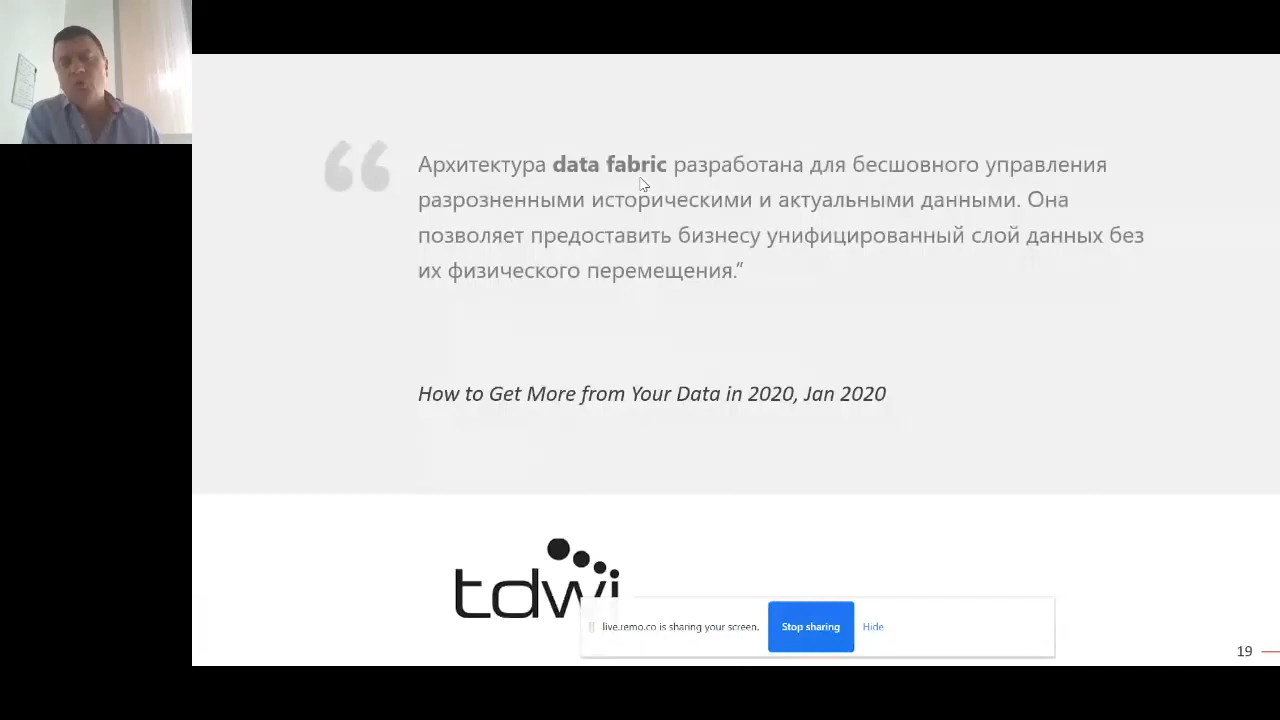 Архитектура data fabric разработана для бесшовного управления
разрозненными историческими и актуальными данными. Она
позволяет предоставить бизнесу унифицированный слой данных без
их физического перемещения.”
How to Get More from Your Data in 2020, Jan 2020
tdwi
live.remo.co is sharing your screen. Stop sharing Hide
19